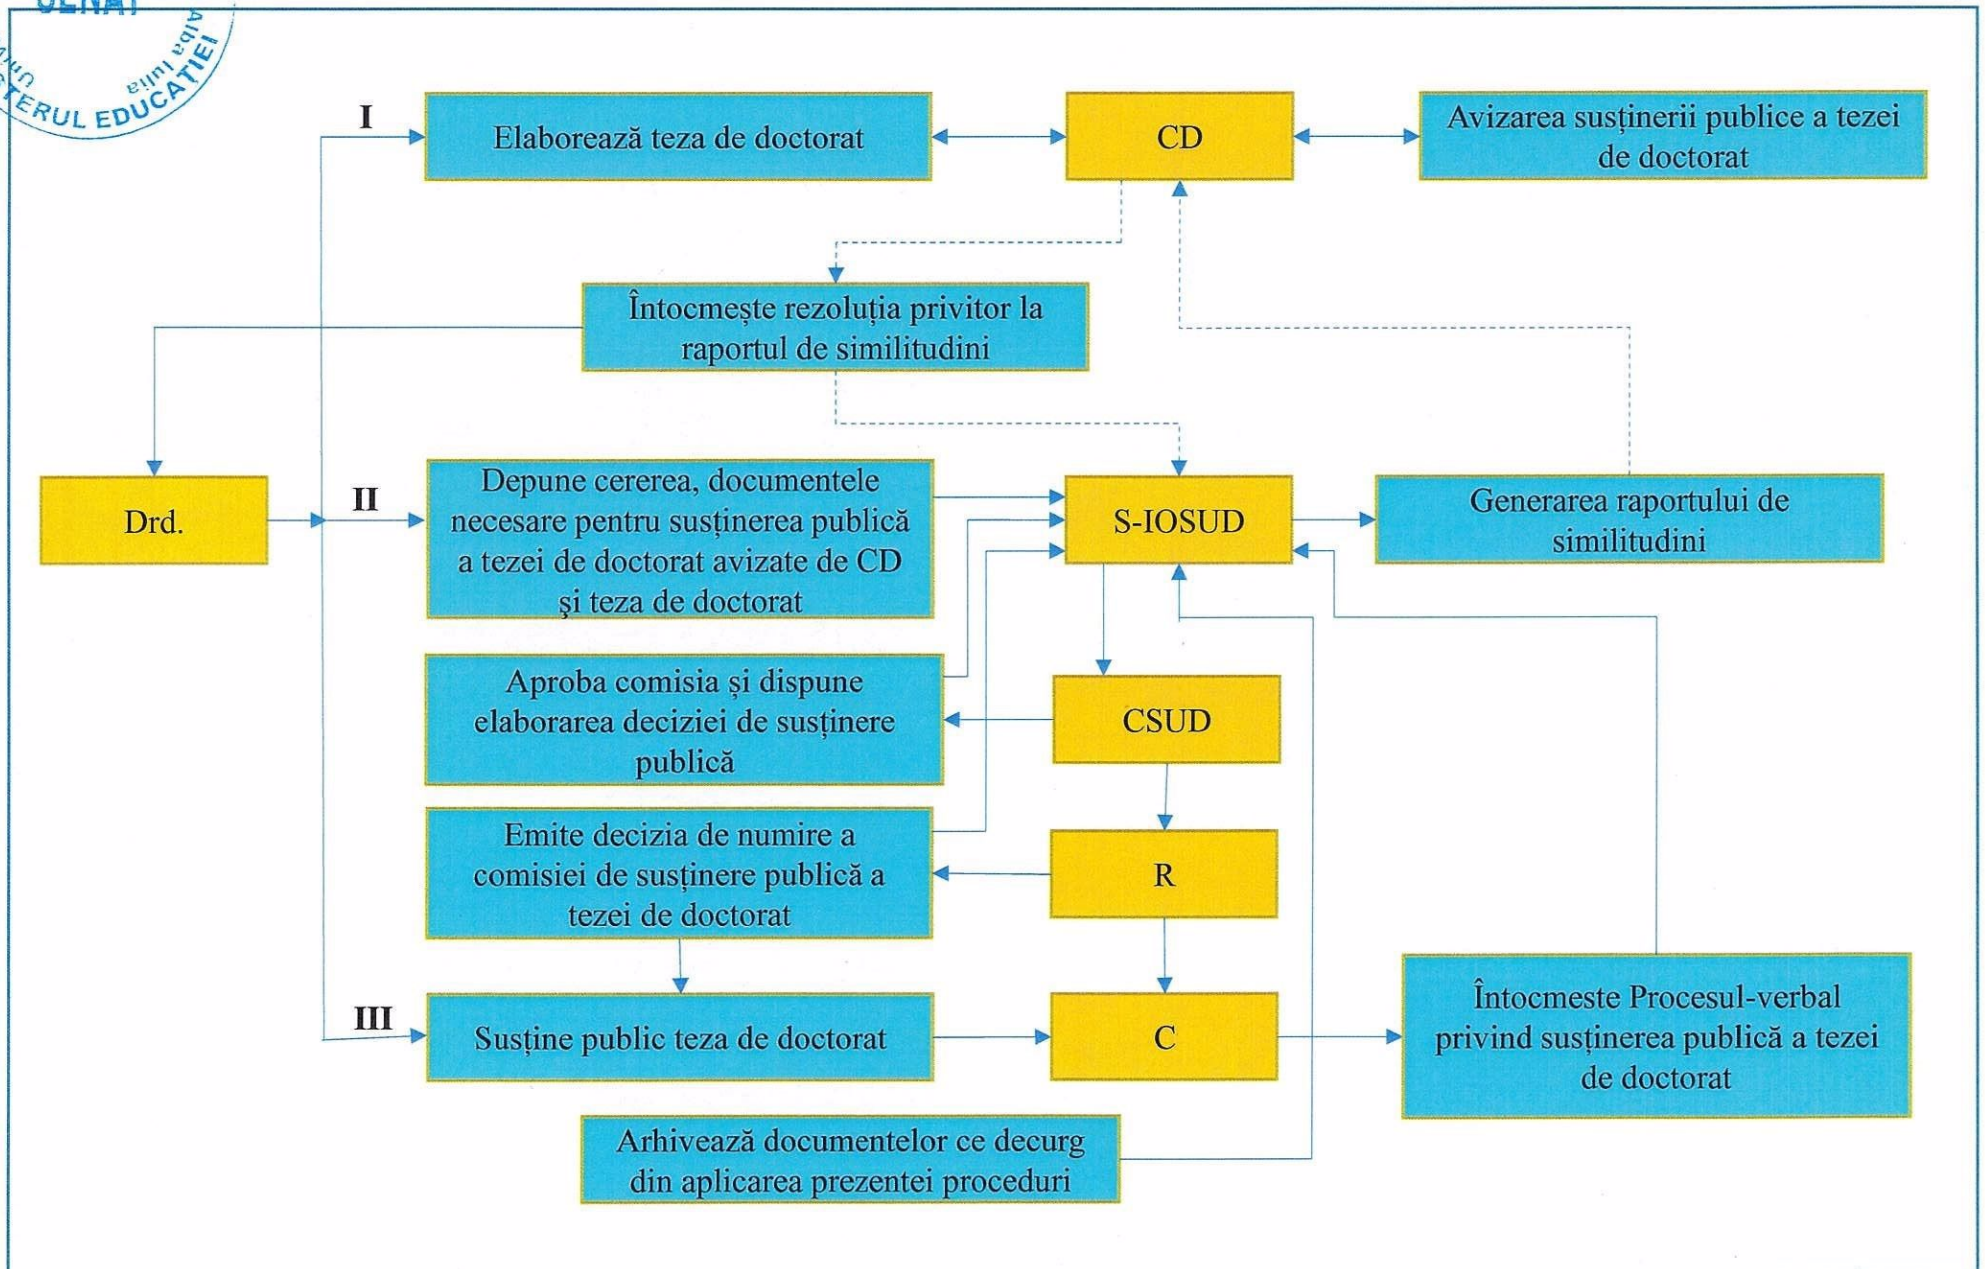 SENAT
Alba Iulia
TERUL EDUCAȚIEI
I
Elaborează teza de doctorat
CD
Avizarea susținerii publice a tezei
de doctorat
Întocmește rezoluția privitor la
raportul de similitudini
Drd.
II
Depune cererea, documentele
necesare pentru susținerea publică
a tezei de doctorat avizate de CD
şi teza de doctorat
S-IOSUD
Generarea raportului de
similitudini
Aproba comisia și dispune
elaborarea deciziei de susținere
publică
CSUD
Emite decizia de numire a
comisiei de susținere publică a
tezei de doctorat
R
III
Susține public teza de doctorat
C
Întocmeste Procesul-verbal
privind susținerea publică a tezei
de doctorat
Arhivează documentelor ce decurg
din aplicarea prezentei proceduri